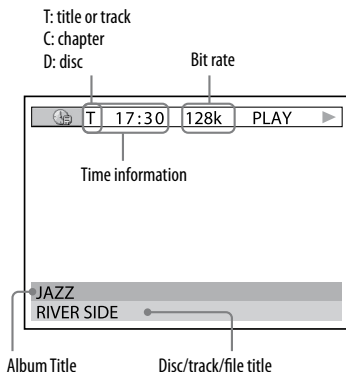 T: title or track
C: chapter
D: disc
Bit rate
T 17:30 128k PLAY
Time information
JAZZ
RIVER SIDE
Album Title Disc/track/file title